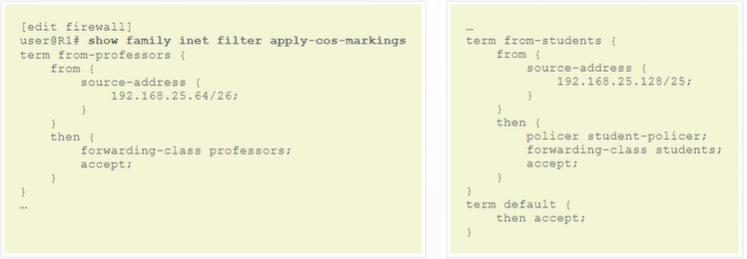 [edit firewall]
user@R1# show family inet filter apply-cos-markings
term from-professors {
    from {
        source-address {
            192.168.25.64/26;
        }
    }
    then {
        forwarding-class professors;
        accept;
    }
}
…
…
term from-students {
    from {
        source-address {
            192.168.25.128/25;
        }
    }
    then {
        policer student-policer;
        forwarding-class students;
        accept;
    }
}
term default {
    then accept;
}